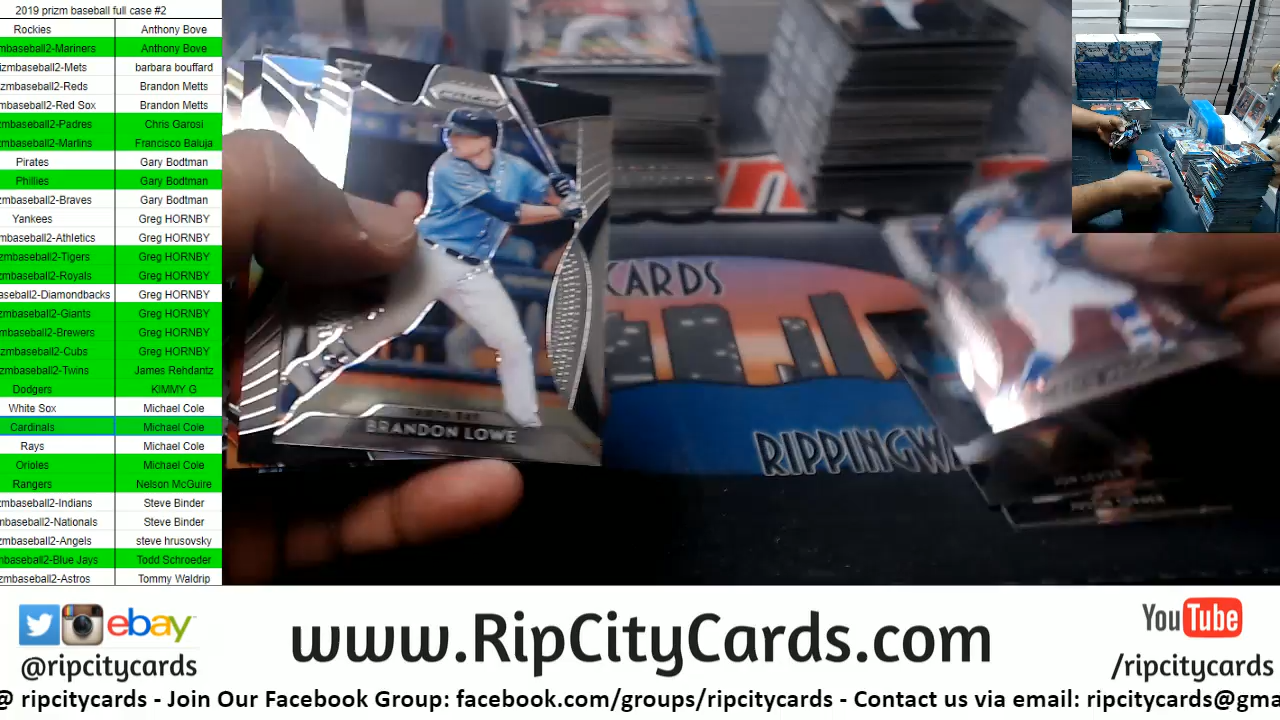 2019 prizm baseball full case #2
Rockies Anthony Bove
mbaseball2-Mariners Anthony Bove
izmbaseball2-Mets barbara bouffard
zmbaseball2-Reds Brandon Metts
mbaseball2-Red Sox Brandon Metts
mbaseball2-Padres Chris Garosi
mbaseball2-Marlins Francisco Baluja
Pirates Gary Bodtman
Phillies Gary Bodtman
zmbaseball2-Braves Gary Bodtman
Yankees Greg HORNBY
mbaseball2-Athletics Greg HORNBY
zmbaseball2-Tigers Greg HORNBY
zmbaseball2-Royals Greg HORNBY
aseball2-Diamondbacks Greg HORNBY
mbaseball2-Giants Greg HORNBY
mbaseball2-Brewers Greg HORNBY
zmbaseball2-Cubs Greg HORNBY
zmbaseball2-Twins James Rehdantz
Dodgers KIMMY G
White Sox Michael Cole
Cardinals Michael Cole
Rays Michael Cole
Orioles Michael Cole
Rangers Nelson McGuire
zmbaseball2-Indians Steve Binder
mbaseball2-Nationals Steve Binder
zmbaseball2-Angels steve hrusovsky
mbaseball2-Blue Jays Todd Schroeder
zmbaseball2-Astros Tommy Waldrip
PRIZM
TAMPA BAY
BRANDON LOWE
CARDS
RIPPINGW
ebay
@ripcitycards
www.RipCityCards.com
YouTube
/ripcitycards
@ ripcitycards - Join Our Facebook Group: facebook.com/groups/ripcitycards - Contact us via email: ripcitycards@gma